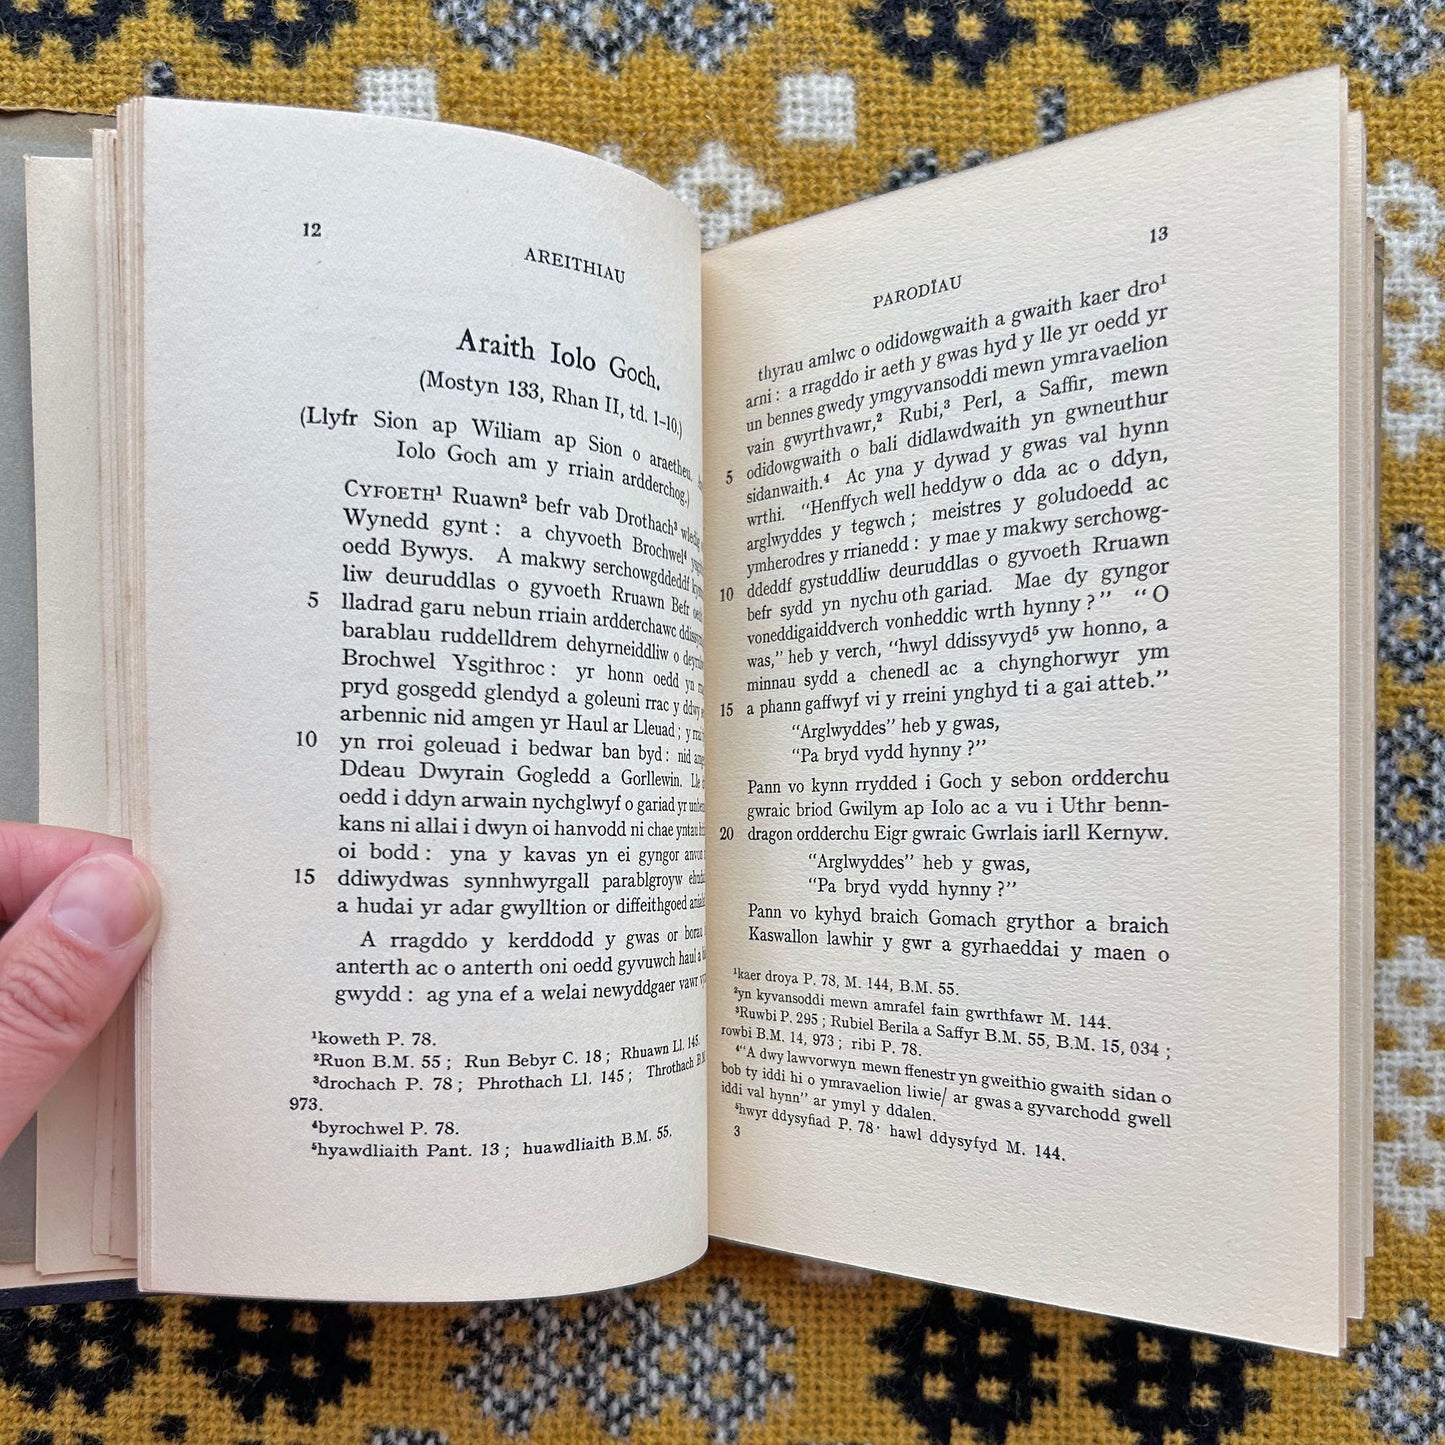 12
AREITHIAU
Araith Iolo Goch.
(Mostyn 133, Rhan II, td. 1–10.)
(Llyfr Sion ap Wiliam ap Sion o araetheu.
Iolo Goch am y rriain ardderchog.)
CYFOETH¹ Ruawn² befr vab Drothach³ wledig
Wynedd gynt : a chyvoeth Brochwel⁴
oedd Bywys. A makwy serchowgddeddf
liw deuruddlas o gyvoeth Rruawn Befr oedd
5 lladrad garu nebun rriain ardderchawc
barablau ruddelldrem dehyrneiddliw o
Brochwel Ysgithroc : yr honn oedd yn
pryd gosgedd glendyd a goleuni rrac y ddwy
arbennic nid amgen yr Haul ar Lleuad ;
10 yn rroi goleuad i bedwar ban byd : nid
Ddeau Dwyrain Gogledd a Gorllewin. Lle
oedd i ddyn arwain nychglwyf o gariad yr
kans ni allai i dwyn oi hanvodd ni chae yntau
oi bodd : yna y kavas yn ei gyngor anvon
15 ddiwydwas synnhwyrgall parablgroyw
a hudai yr adar gwylltion or diffeithgoed
A rragddo y kerddodd y gwas or borau
anterth ac o anterth oni oedd gyvuwch haul a
gwydd : ag yna ef a welai newyddgaer vawr
¹koweth P. 78.
²Ruon B.M. 55 ; Run Bebyr C. 18 ; Rhuawn Ll. 145.
³drochach P. 78 ; Phrothach Ll. 145 ; Throthach B.M.
973.
⁴byrochwel P. 78.
⁵hyawdliaith Pant. 13 ; huawdliaith B.M. 55.
13
PARODÏAU
thyrau amlwc o odidowgwaith a gwaith kaer dro¹
arni : a rragddo ir aeth y gwas hyd y lle yr oedd yr
un bennes gwedy ymgyvansoddi mewn ymravaelion
vain gwyrthvawr,² Rubi,³ Perl, a Saffir, mewn
5 odidowgwaith o bali didlawdwaith yn gwneuthur
sidanwaith.⁴ Ac yna y dywad y gwas val hynn
wrthi. “Henffych well heddyw o dda ac o ddyn,
arglwyddes y tegwch ; meistres y goludoedd ac
ymherodres y rrianedd : y mae y makwy serchowg-
10 ddeddf gystuddliw deuruddlas o gyvoeth Rruawn
befr sydd yn nychu oth gariad. Mae dy gyngor
voneddigaiddverch vonheddic wrth hynny ?” “O
was,” heb y verch, “hwyl ddissyvyd⁵ yw honno, a
minnau sydd a chenedl ac a chynghorwyr ym
15 a phann gaffwyf vi y rreini ynghyd ti a gai atteb.”
“Arglwyddes” heb y gwas,
“Pa bryd vydd hynny ?”
Pann vo kynn rrydded i Goch y sebon ordderchu
gwraic briod Gwilym ap Iolo ac a vu i Uthr benn-
20 dragon ordderchu Eigr gwraic Gwrlais iarll Kernyw.
“Arglwyddes” heb y gwas,
“Pa bryd vydd hynny ?”
Pann vo kyhyd braich Gomach grythor a braich
Kaswallon lawhir y gwr a gyrhaeddai y maen o
¹kaer droya P. 78, M. 144, B.M. 55.
²yn kyvansoddi mewn amrafel fain gwrthfawr M. 144.
³Ruwbi P. 295 ; Rubiel Berila a Saffyr B.M. 55, B.M. 15, 034 ;
rowbi B.M. 14, 973 ; ribi P. 78.
⁴“A dwy lawvorwyn mewn ffenestr yn gweithio gwaith sidan o
bob ty iddi hi o ymravaelion liwie/ ar gwas a gyvarchodd gwell
iddi val hynn” ar ymyl y ddalen.
⁵hwyr ddysyfiad P. 78· hawl ddysyfyd M. 144.
3